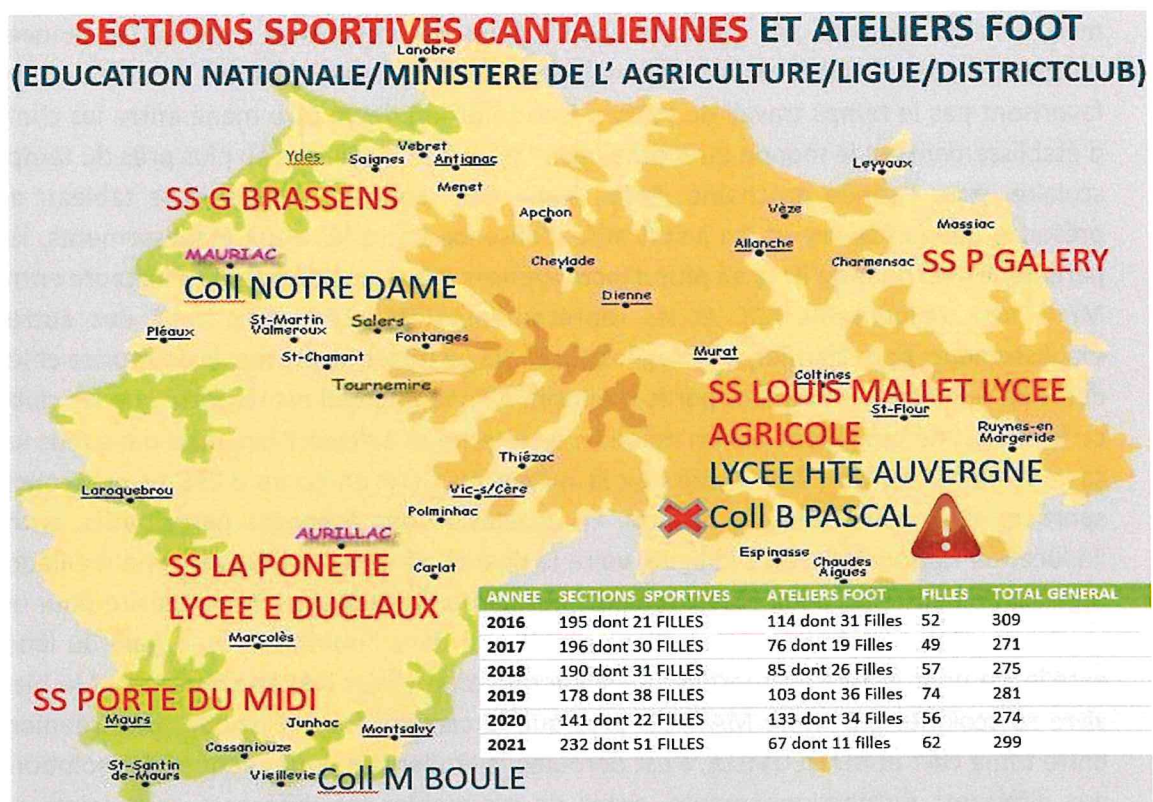 SECTIONS SPORTIVES CANTALIENNES ET ATELIERS FOOT
Lanobre
(EDUCATION NATIONALE/MINISTERE DE L' AGRICULTURE/LIGUE/DISTRICTCLUB)
Ydes
Saignes
Vebret
Antignac
Menet
Leyvaux
SS G BRASSENS
Apchon
Vèze
Massiac
MAURIAC
Allanche
Cheylade
Charmensac
SS P GALERY
Coll NOTRE DAME
Dienne
Pléaux
St-Martin
Valmeroux
Salers
Fontanges
St-Chamant
Murat
Coltines
Tournemire
SS LOUIS MALLET LYCEE
AGRICOLE
St-Flour
Ruynes-en
Margeride
Thiézac
LYCEE HTE AUVERGNE
Laroquebrou
Vic-s/Cère
Polminhac
Coll B PASCAL
AURILLAC
Espinasse
Chaudes
Aigues
SS LA PONETIE
Carlat
LYCEE E DUCLAUX
Marcolès
SS PORTE DU MIDI
Maurs
Junhac
Montsalvy
Cassaniouze
St-Santin
de-Maurs
Vieillevie
Coll M BOULE
ANNEE SECTIONS SPORTIVES ATELIERS FOOT FILLES TOTAL GENERAL
2016 195 dont 21 FILLES 114 dont 31 Filles 52 309
2017 196 dont 30 FILLES 76 dont 19 Filles 49 271
2018 190 dont 31 FILLES 85 dont 26 Filles 57 275
2019 178 dont 38 FILLES 103 dont 36 Filles 74 281
2020 141 dont 22 FILLES 133 dont 34 Filles 56 274
2021 232 dont 51 FILLES 67 dont 11 filles 62 299